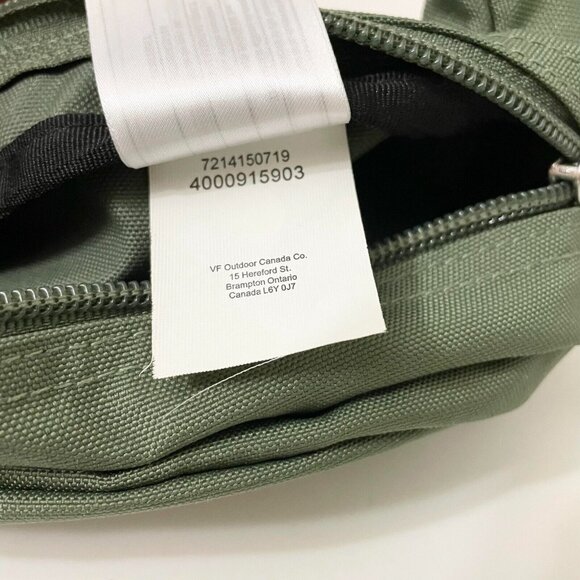 7214150719
4000915903
VF Outdoor Canada Co.
15 Hereford St.
Brampton Ontario
Canada L6Y 0J7